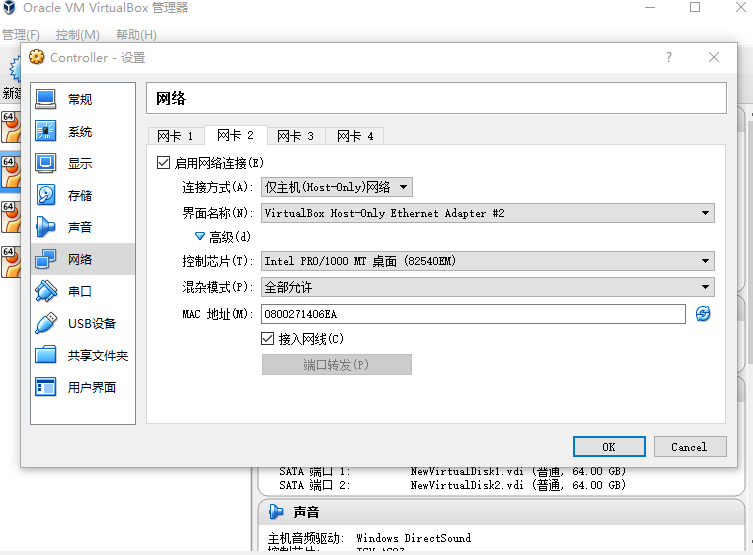 Oracle VM VirtualBox 管理器
管理(F) 控制(M) 帮助(H)
Controller - 设置
?
新建
64
64
64
64
常规
系统
显示
存储
声音
网络
串口
USB设备
共享文件夹
用户界面
网络
网卡 1 网卡 2 网卡 3 网卡 4
启用网络连接(E)
连接方式(A): 仅主机(Host-Only)网络
界面名称(N): VirtualBox Host-Only Ethernet Adapter #2
高级(d)
控制芯片(T): Intel PRO/1000 MT 桌面 (82540EM)
混杂模式(P): 全部允许
MAC 地址(M): 0800271406EA
接入网线(C)
端口转发(P)
OK Cancel
SATA 端口 1: NewVirtualDisk1.vdi (普通, 64.00 GB)
SATA 端口 2: NewVirtualDisk2.vdi (普通, 64.00 GB)
声音
主机音频驱动: Windows DirectSound